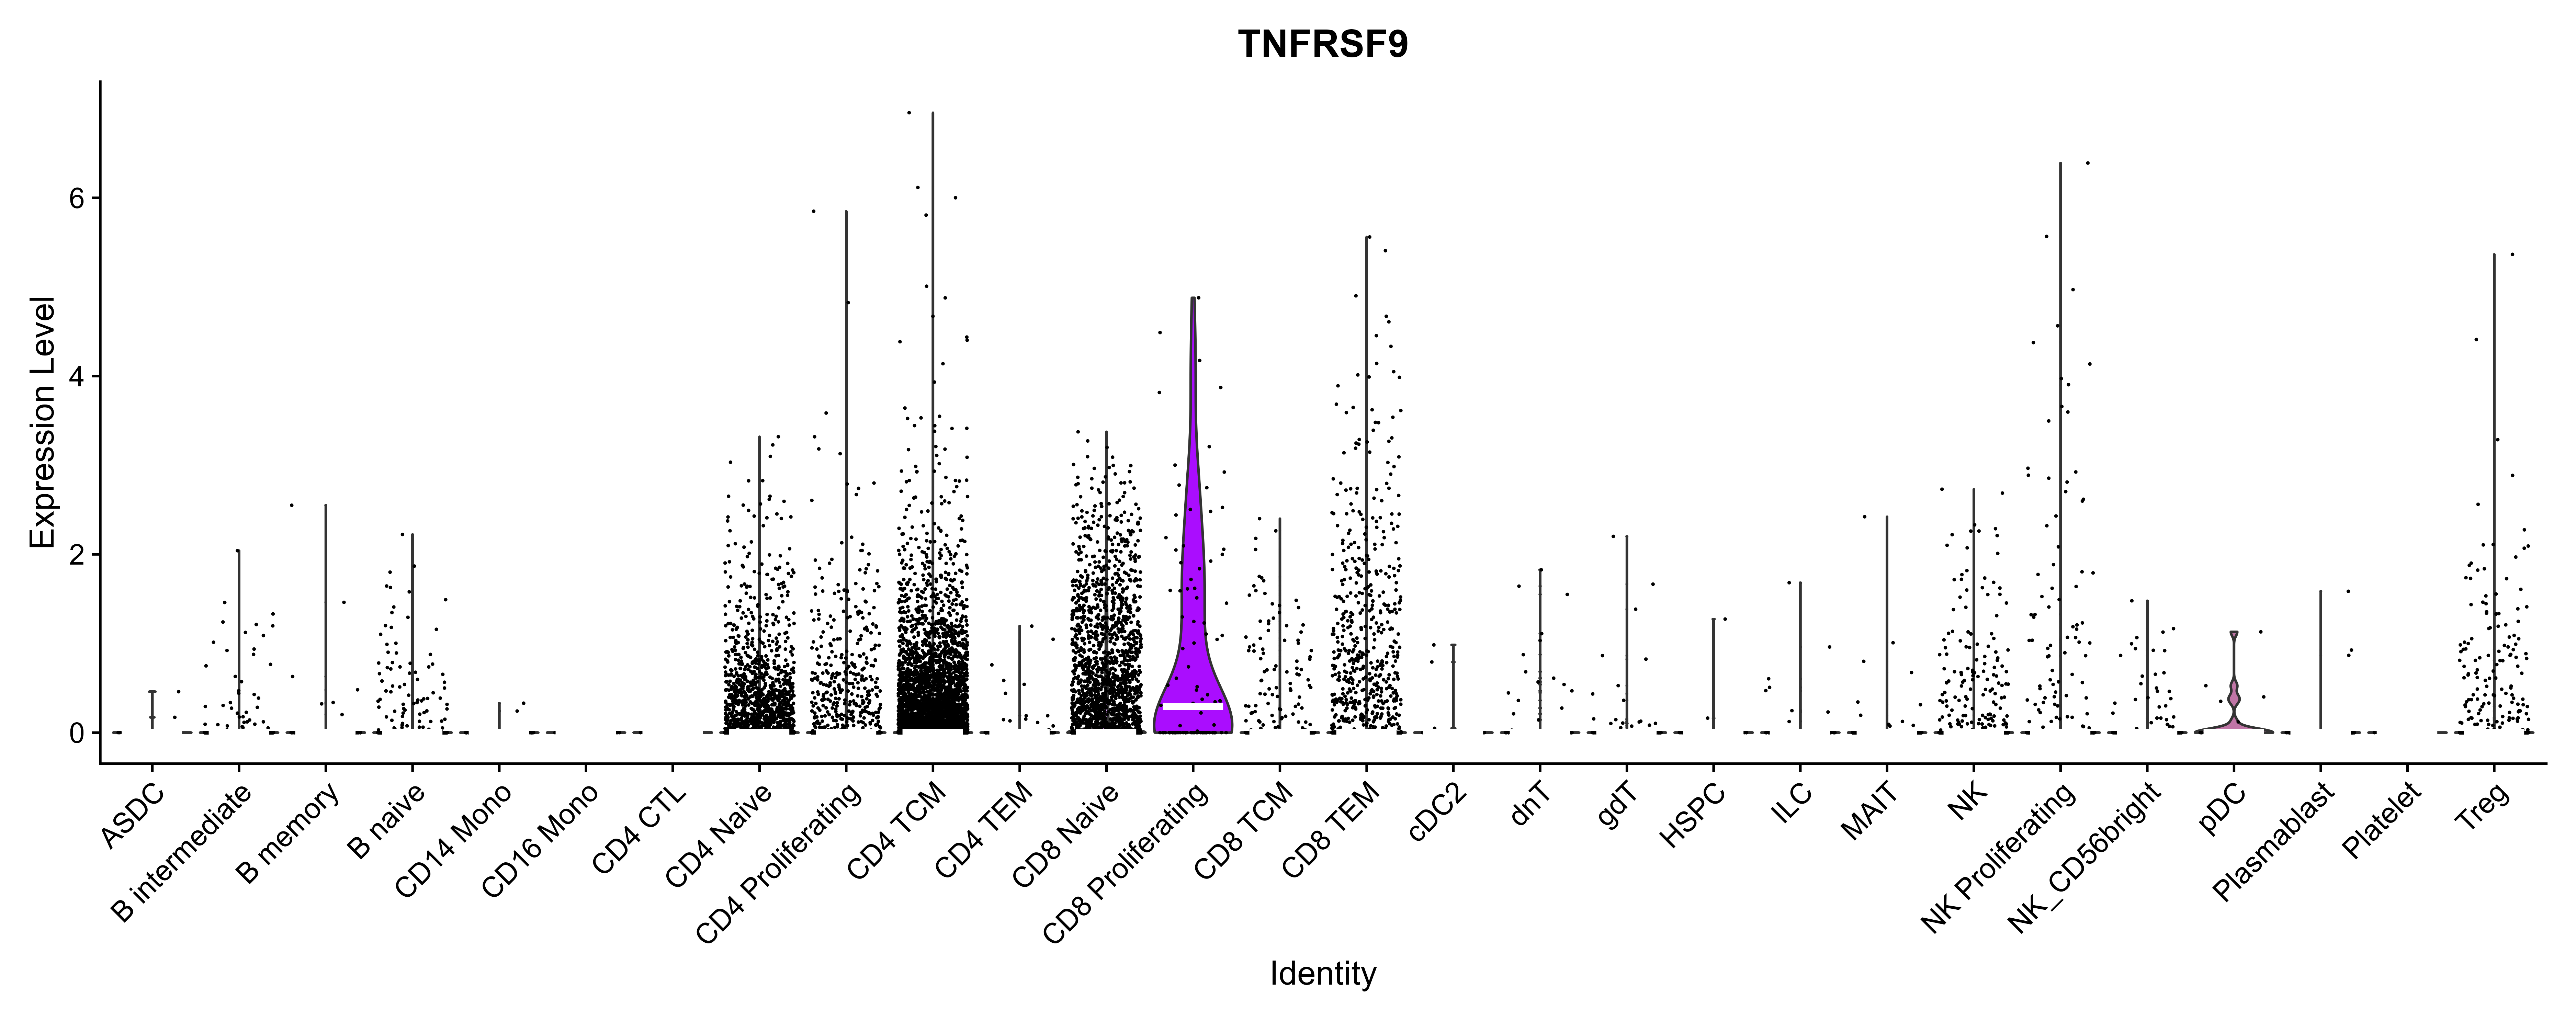 TNFRSF9
Expression Level
6
4
2
0
ASDC
B intermediate
B memory
B naive
CD14 Mono
CD16 Mono
CD4 CTL
CD4 Naive
CD4 Proliferating
CD4 TCM
CD4 TEM
CD8 Naive
CD8 Proliferating
CD8 TCM
CD8 TEM
cDC2
dnT
gdT
HSPC
ILC
MAIT
NK
NK Proliferating
NK_CD56bright
pDC
Plasmablast
Platelet
Treg
Identity